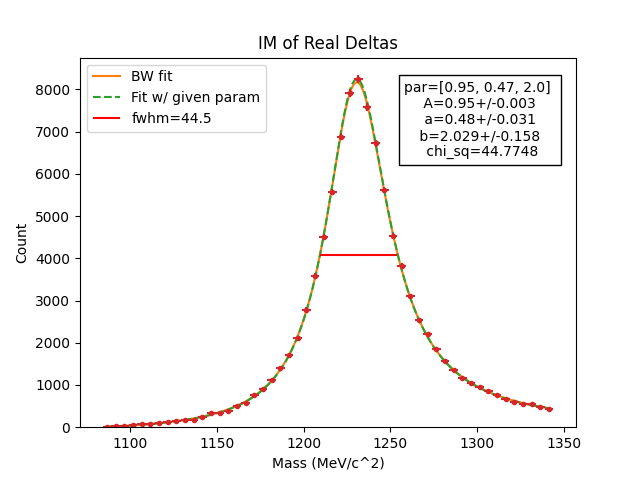 IM of Real Deltas
BW fit
Fit w/ given param
fwhm=44.5
par=[0.95, 0.47, 2.0]
A=0.95+/-0.003
a=0.48+/-0.031
b=2.029+/-0.158
chi_sq=44.7748
Count
8000
7000
6000
5000
4000
3000
2000
1000
0
1100 1150 1200 1250 1300 1350
Mass (MeV/c^2)